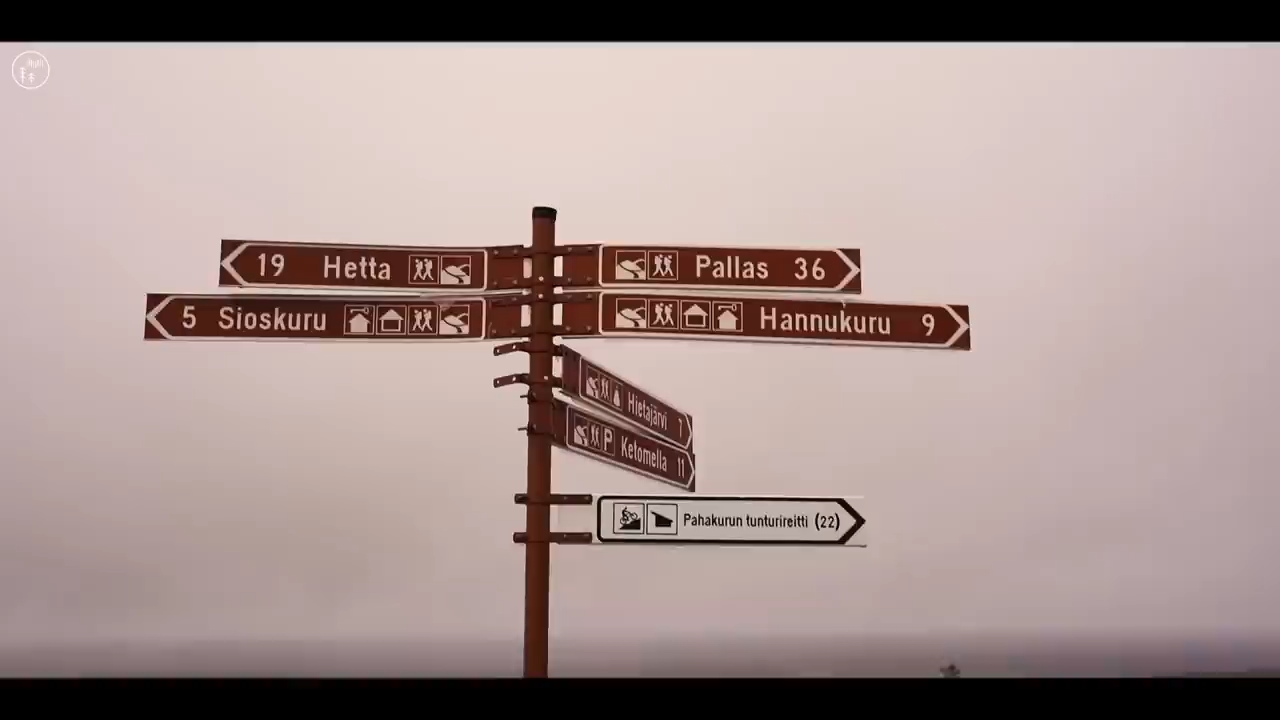 19 Hetta
Pallas 36
5 Sioskuru
Hannukuru 9
Hietajärvi 7
P Ketomella 11
Pahakurun tunturireitti (22)